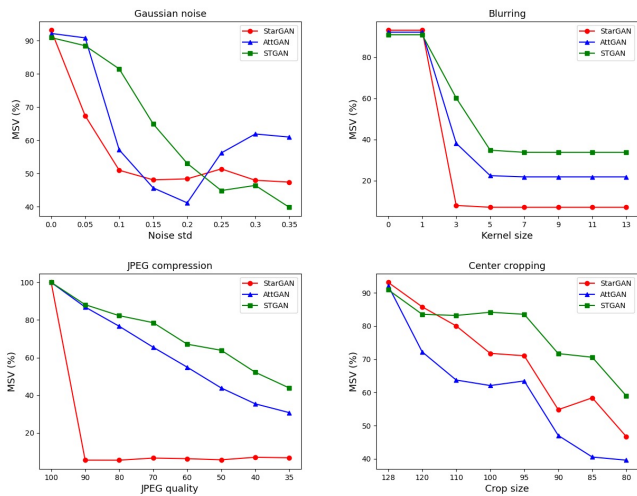 Gaussian noise
StarGAN
AttGAN
STGAN
MSV (%)
90
80
70
60
50
40
0.0 0.05 0.1 0.15 0.2 0.25 0.3 0.35
Noise std
Blurring
StarGAN
AttGAN
STGAN
MSV (%)
80
60
40
20
0 1 3 5 7 9 11 13
Kernel size
JPEG compression
StarGAN
AttGAN
STGAN
MSV (%)
100
80
60
40
20
100 90 80 70 60 50 40 35
JPEG quality
Center cropping
StarGAN
AttGAN
STGAN
MSV (%)
90
80
70
60
50
40
128 120 110 100 95 90 85 80
Crop size